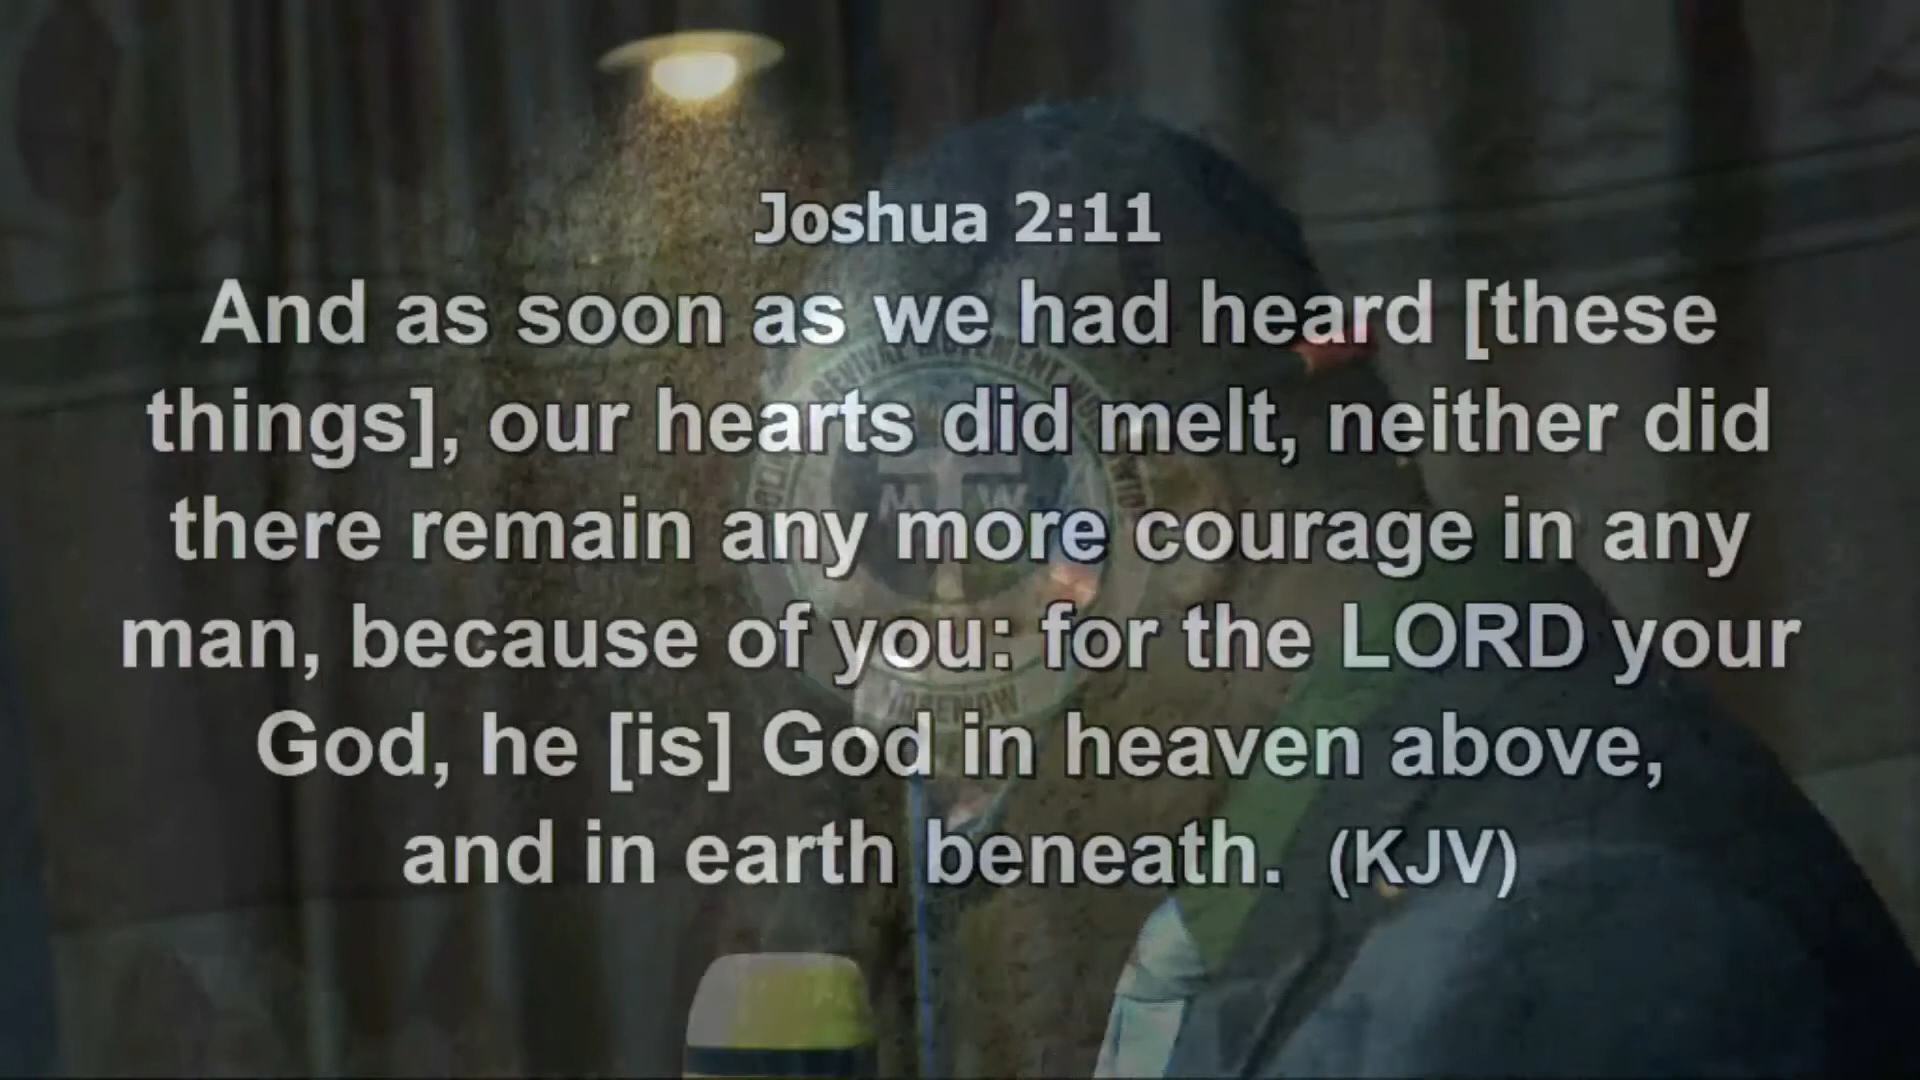 Joshua 2:11
And as soon as we had heard [these
things], our hearts did melt, neither did
there remain any more courage in any
man, because of you: for the LORD your
God, he [is] God in heaven above,
and in earth beneath. (KJV)
REVIVAL MOVEMENT
M W